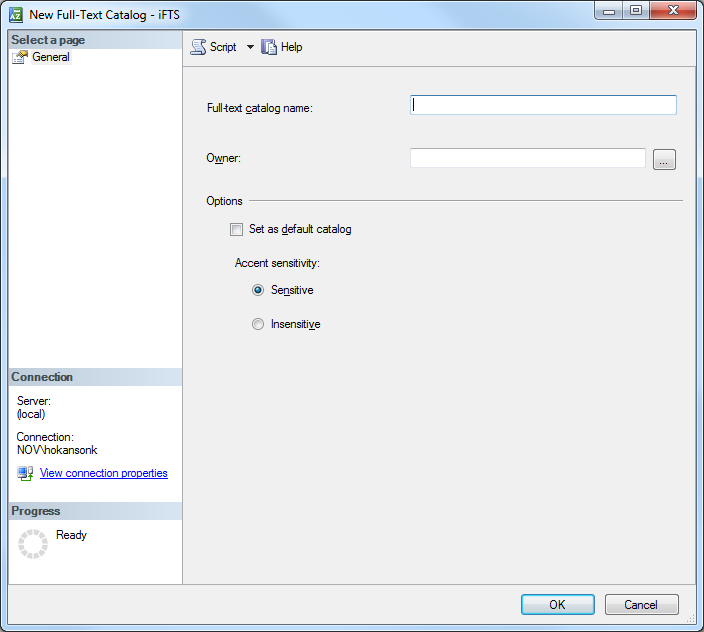 New Full-Text Catalog - iFTS
Select a page
General
Script
Help
Full-text catalog name:
Owner:
...
Options
Set as default catalog
Accent sensitivity:
Sensitive
Insensitive
Connection
Server:
(local)
Connection:
NOV\hokansonk
View connection properties
Progress
Ready
OK
Cancel